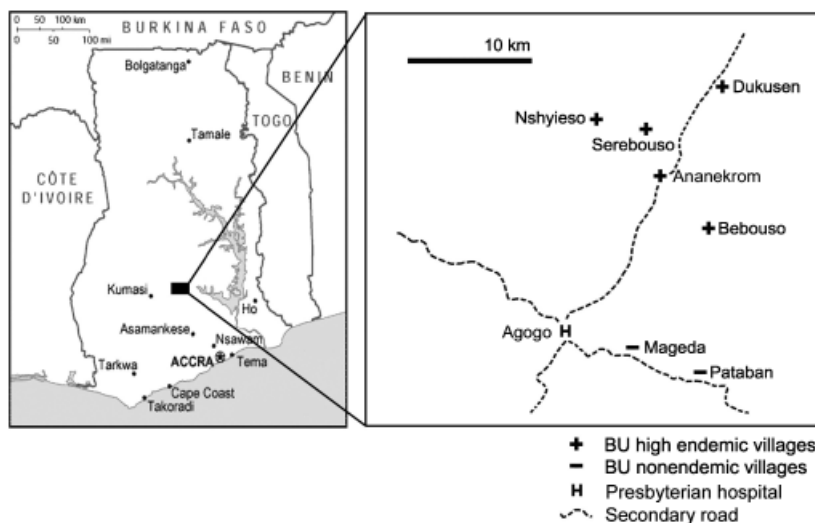 0 50 100 km
0 50 100 mi
BURKINA FASO
Bolgatanga
BENIN
TOGO
Tamale
CÔTE
D'IVOIRE
Kumasi
Ho
Asamankese
Nsawam
ACCRA
Tema
Tarkwa
Cape Coast
Takoradi
10 km
Dukusen
Nshyieso
Serebouso
Ananekrom
Bebouso
Agogo
H
Mageda
Pataban
+ BU high endemic villages
- BU nonendemic villages
H Presbyterian hospital
Secondary road